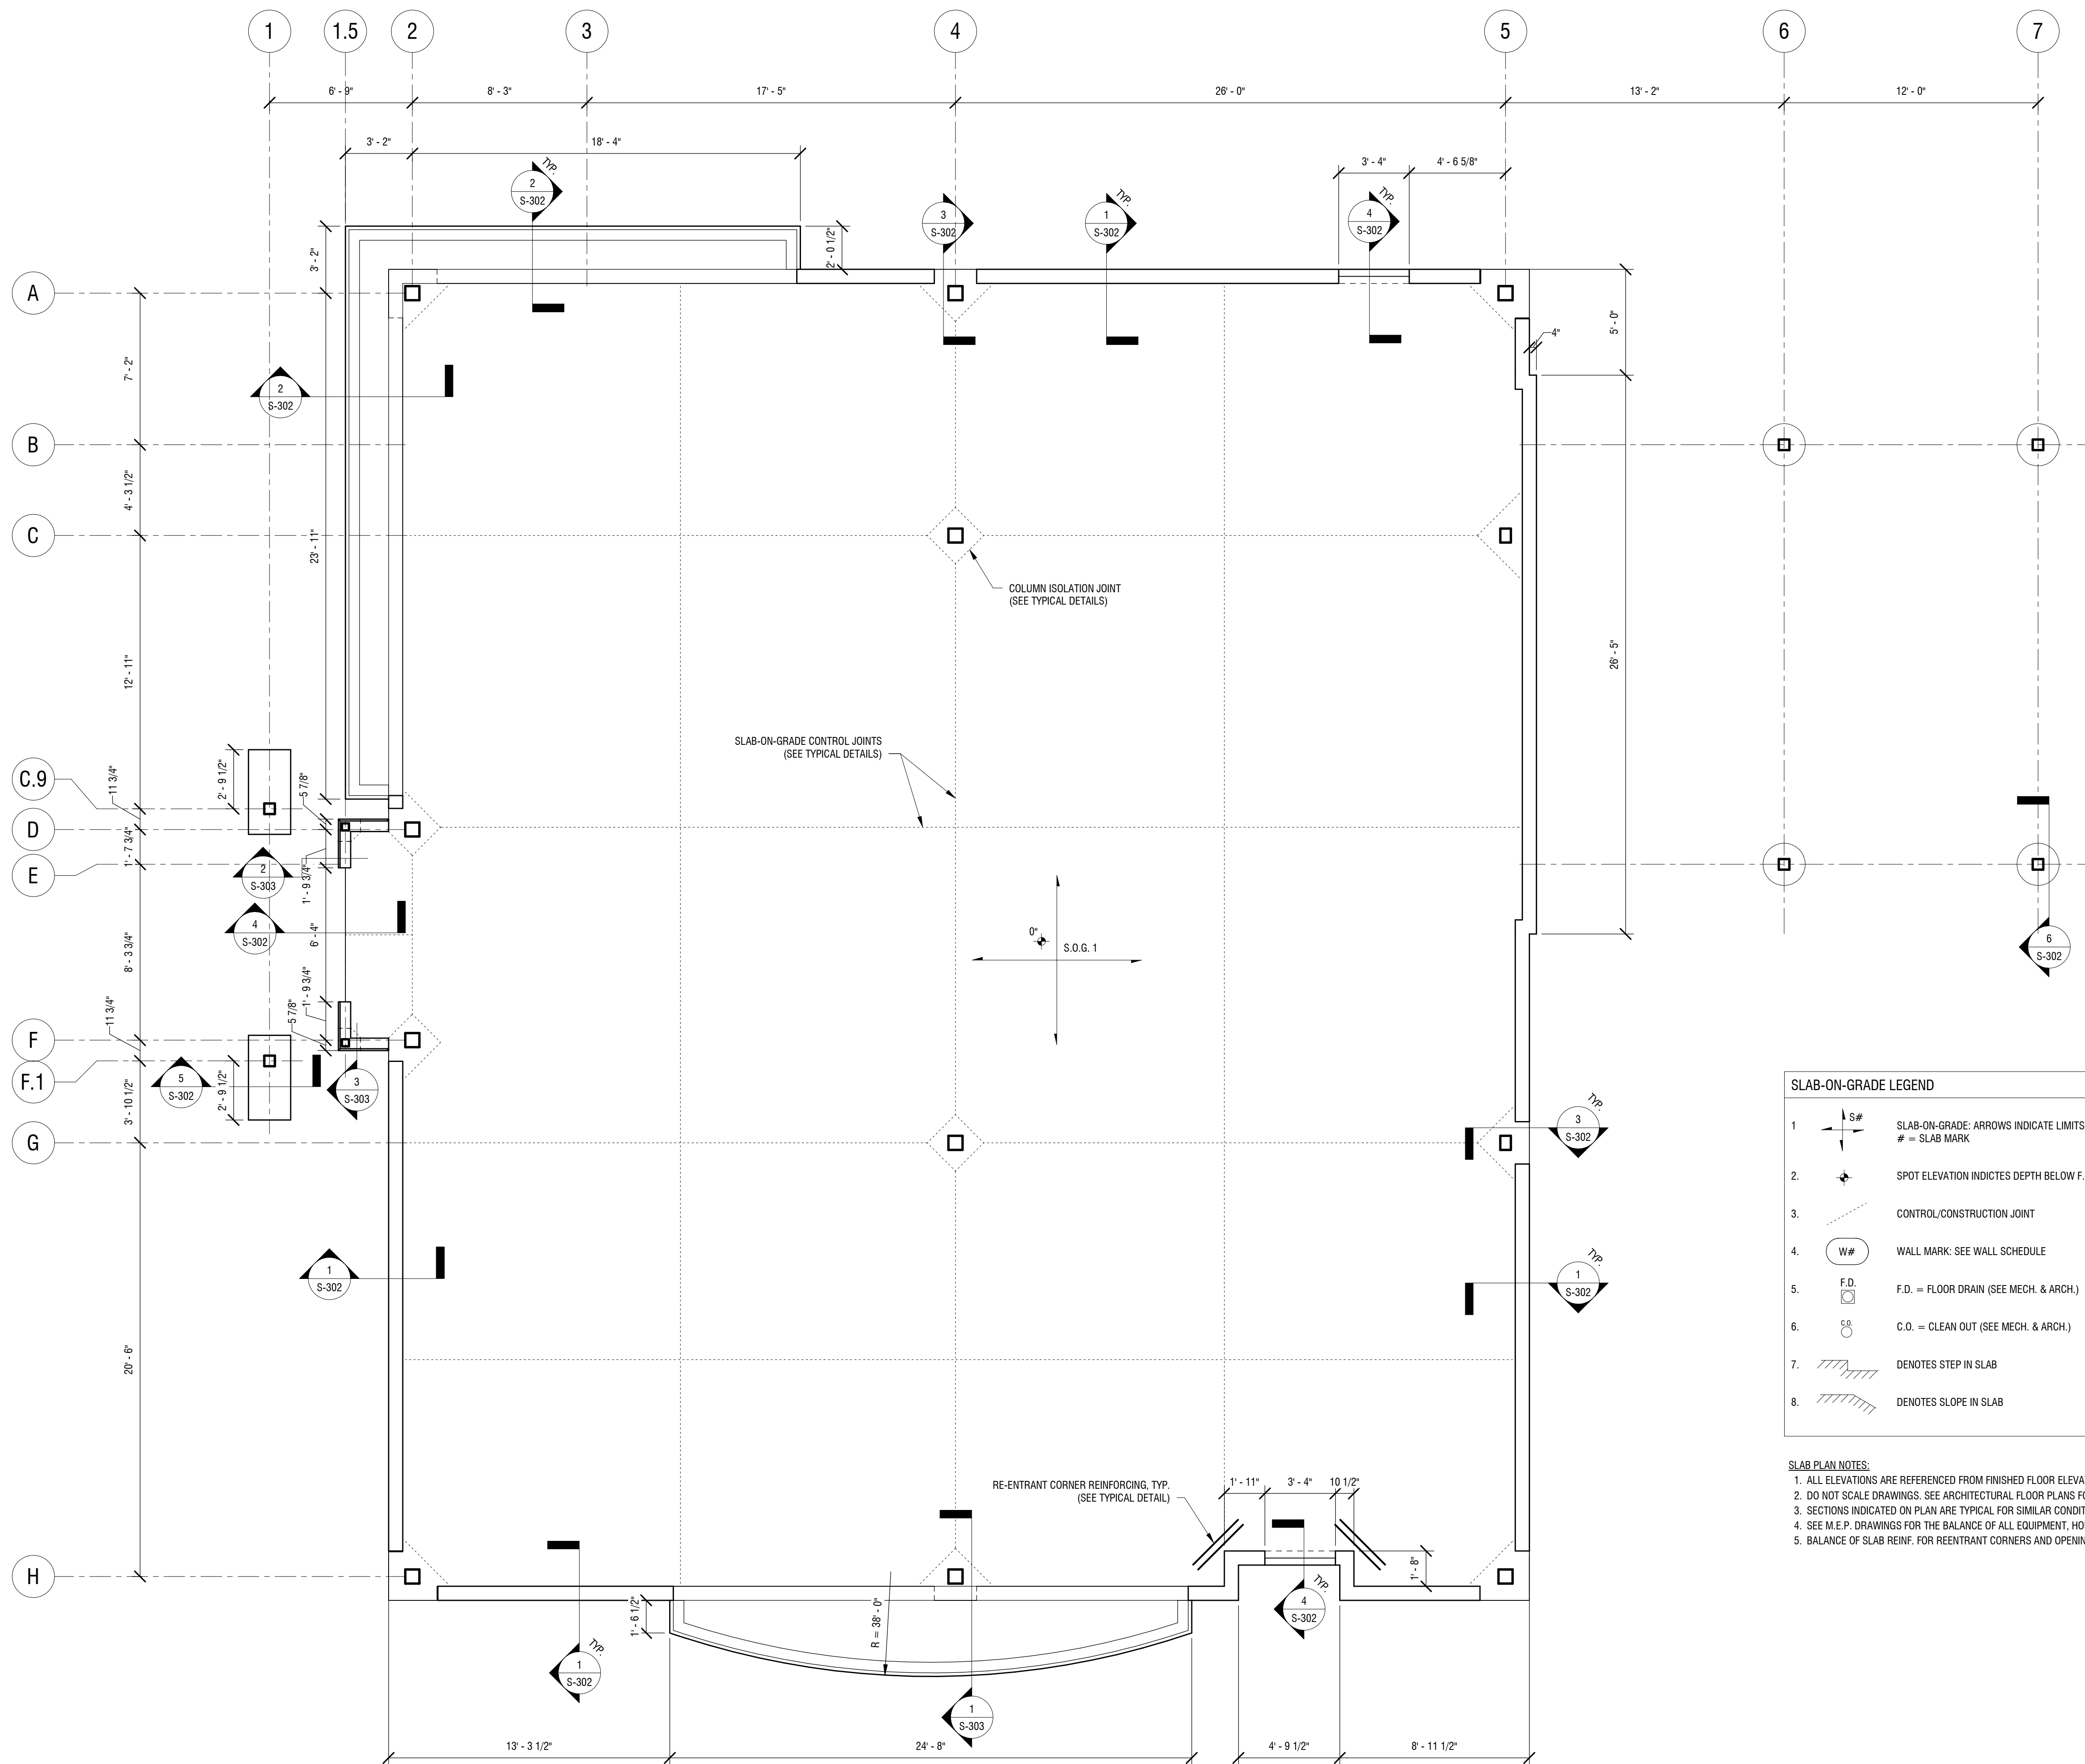 1
1.5
2
3
4
5
6
7
6' - 9"
8' - 3"
17' - 5"
26' - 0"
13' - 2"
12' - 0"
3' - 2"
18' - 4"
3' - 4"
4' - 6 5/8"
2
S-302
TYP.
3
S-302
1
S-302
TYP.
4
S-302
TYP.
3' - 2"
2' - 0 1/2"
A
5' - 0"
4"
7' - 2"
2
S-302
B
4' - 3 1/2"
C
23' - 11"
COLUMN ISOLATION JOINT
(SEE TYPICAL DETAILS)
12' - 11"
26' - 5"
SLAB-ON-GRADE CONTROL JOINTS
(SEE TYPICAL DETAILS)
C.9
11 3/4"
2' - 9 1/2"
5 7/8"
D
1' - 7 3/4"
E
2
S-303
1' - 9 3/4"
4
S-302
6' - 4"
8' - 3 3/4"
0"
S.O.G. 1
6
S-302
11 3/4"
5 7/8"
1' - 9 3/4"
F
F.1
5
S-302
2' - 9 1/2"
3
S-303
3' - 10 1/2"
G
3
S-302
TYP.
1
S-302
1
S-302
TYP.
20' - 6"
SLAB-ON-GRADE LEGEND
1
S#
SLAB-ON-GRADE: ARROWS INDICATE LIMITS
# = SLAB MARK
2.
SPOT ELEVATION INDICTES DEPTH BELOW F.
3.
CONTROL/CONSTRUCTION JOINT
4.
W#
WALL MARK: SEE WALL SCHEDULE
5.
F.D.
F.D. = FLOOR DRAIN (SEE MECH. & ARCH.)
6.
C.O.
C.O. = CLEAN OUT (SEE MECH. & ARCH.)
7.
DENOTES STEP IN SLAB
8.
DENOTES SLOPE IN SLAB
SLAB PLAN NOTES:
1. ALL ELEVATIONS ARE REFERENCED FROM FINISHED FLOOR
2. DO NOT SCALE DRAWINGS. SEE ARCHITECTURAL FLOOR PLANS
3. SECTIONS INDICATED ON PLAN ARE TYPICAL FOR SIMILAR
4. SEE M.E.P. DRAWINGS FOR THE BALANCE OF ALL EQUIPMENT,
5. BALANCE OF SLAB REINF. FOR REENTRANT CORNERS AND
RE-ENTRANT CORNER REINFORCING, TYP.
(SEE TYPICAL DETAIL)
1' - 11"
3' - 4"
10 1/2"
1' - 8"
H
1' - 6 1/2"
R = 38' - 0"
4
S-302
TYP.
1
S-302
TYP.
1
S-303
13' - 3 1/2"
24' - 8"
4' - 9 1/2"
8' - 11 1/2"